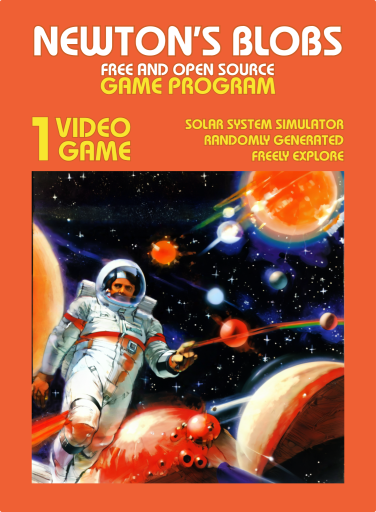 NEWTON'S BLOBS
FREE AND OPEN SOURCE
GAME PROGRAM
1 VIDEO
GAME
SOLAR SYSTEM SIMULATOR
RANDOMLY GENERATED
FREELY EXPLORE